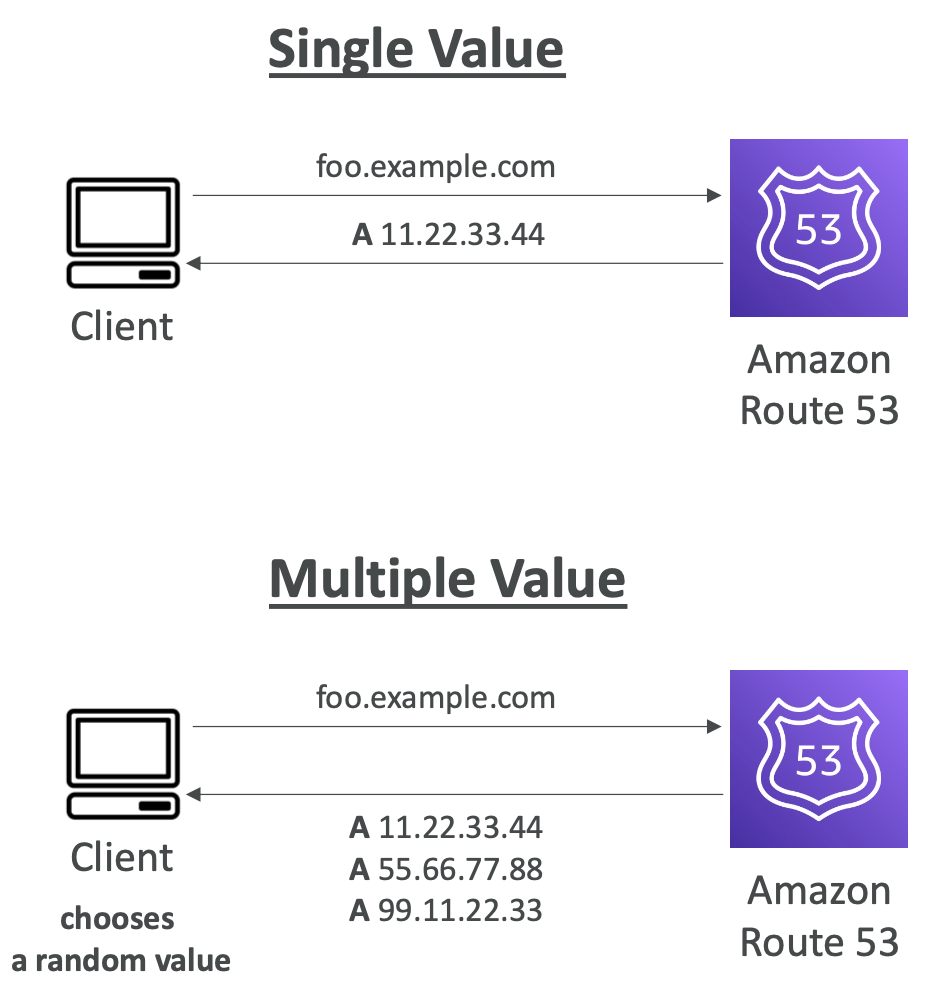 Single Value
foo.example.com
A 11.22.33.44
53
Client
Amazon
Route 53
Multiple Value
foo.example.com
53
A 11.22.33.44
A 55.66.77.88
A 99.11.22.33
Client
chooses
a random value
Amazon
Route 53